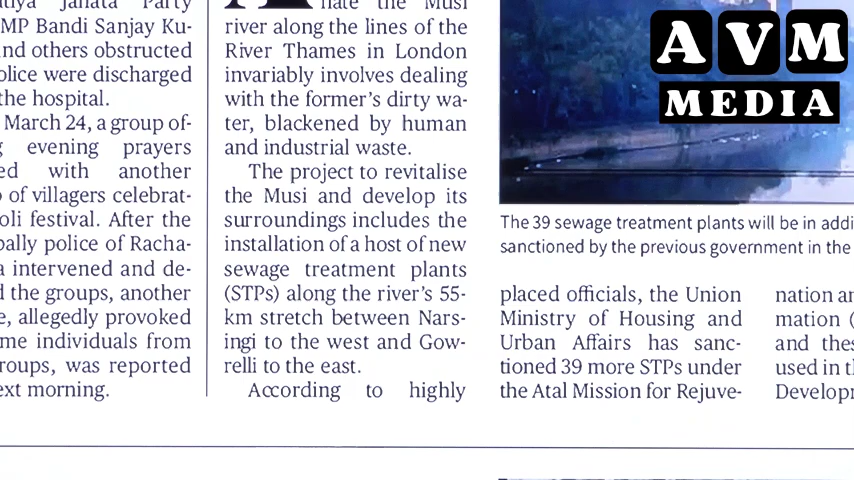 Party
MP Bandi Sanjay Ku-
and others obstructed
police were discharged
the hospital.
March 24, a group of-
evening prayers
with another
of villagers celebrat-
festival. After the
police of Racha-
intervened and de-
the groups, another
allegedly provoked
individuals from
groups, was reported
next morning.
nate the Musi
river along the lines of the
River Thames in London
invariably involves dealing
with the former's dirty wa-
ter, blackened by human
and industrial waste.
The project to revitalise
the Musi and develop its
surroundings includes the
installation of a host of new
sewage treatment plants
(STPs) along the river's 55-
km stretch between Nars-
ingi to the west and Gow-
relli to the east.
According to highly
AVM
MEDIA
The 39 sewage treatment plants will be in addi
sanctioned by the previous government in the
placed officials, the Union
Ministry of Housing and
Urban Affairs has sanc-
tioned 39 more STPs under
the Atal Mission for Rejuve-
nation an
mation (
and thes
used in th
Developm